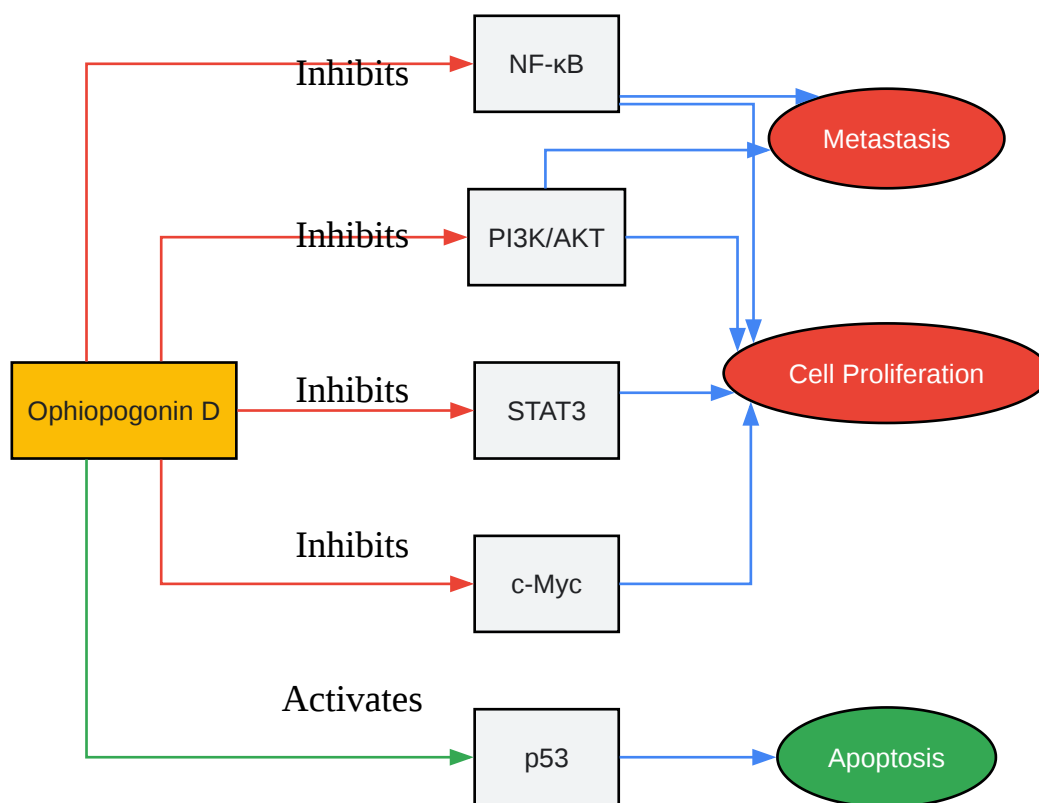 NF-κB
Inhibits
Metastasis
Inhibits
PI3K/AKT
Cell Proliferation
Inhibits
Ophiopogonin D
STAT3
Inhibits
c-Myc
Activates
p53
Apoptosis